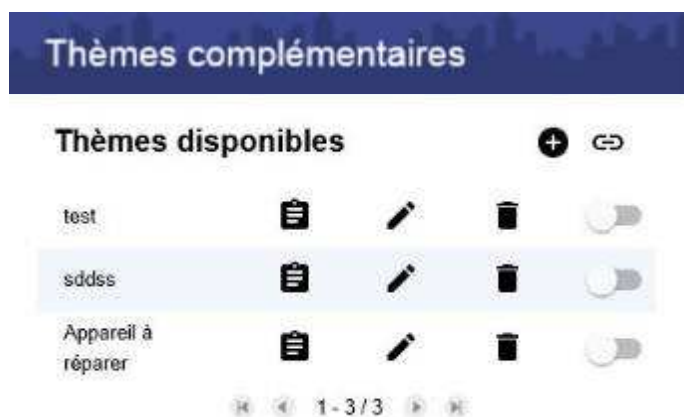 Thèmes complémentaires
Thèmes disponibles
test
sddss
Appareil à
réparer
1 - 3 / 3